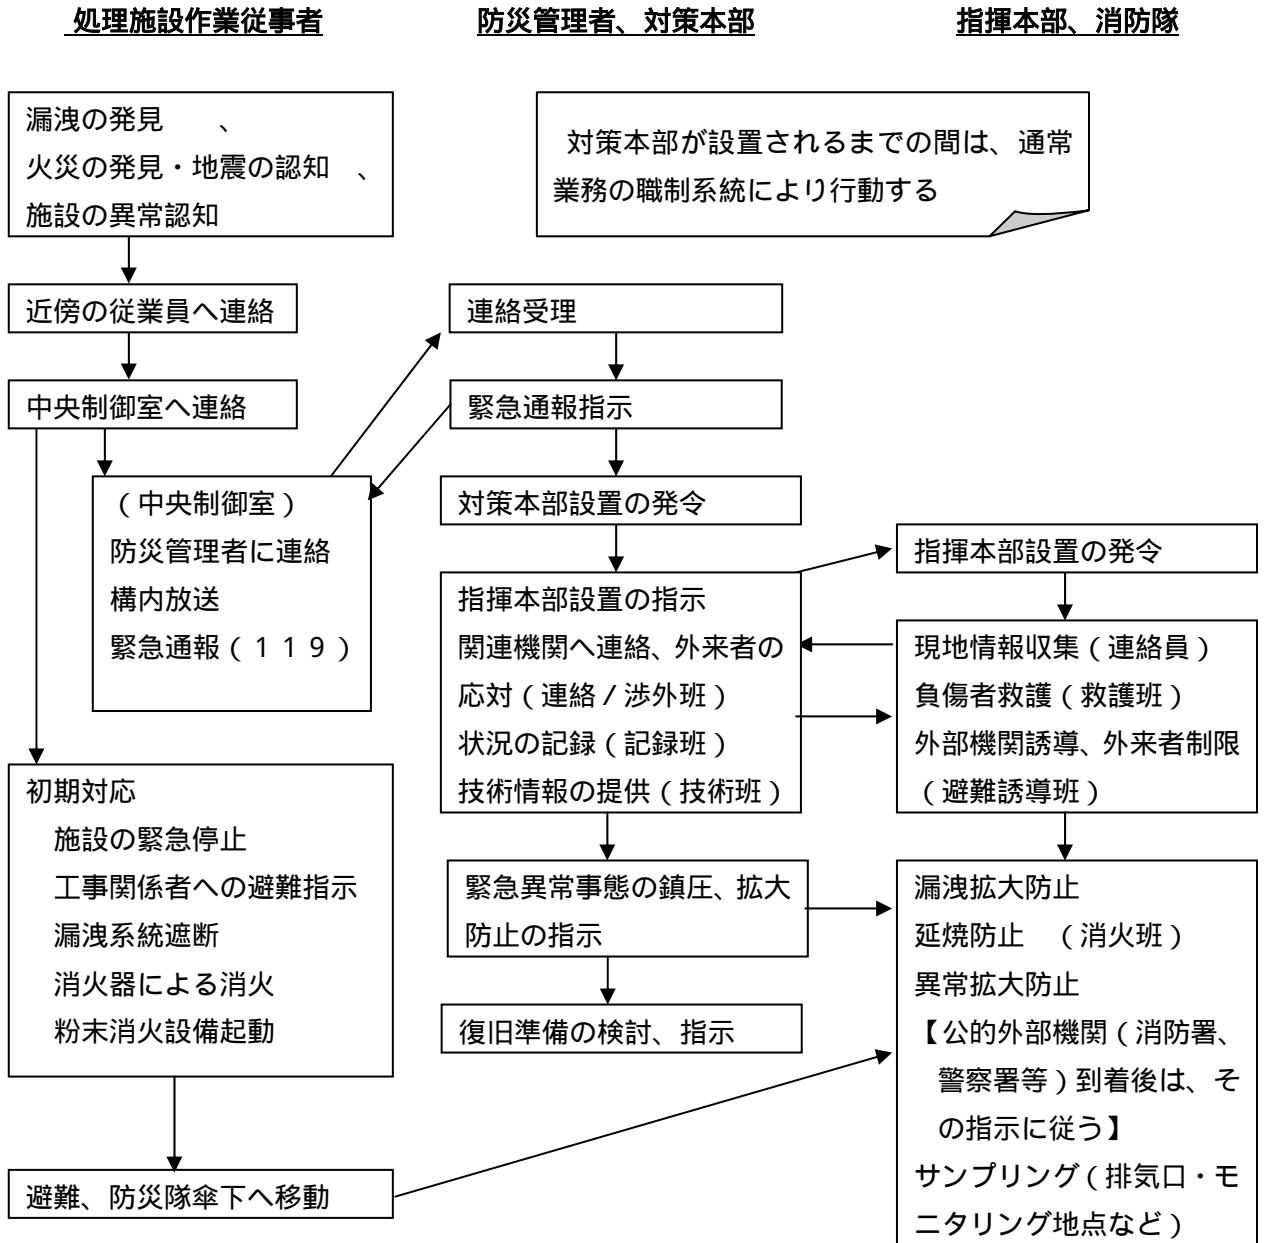 処理施設作業従事者
防災管理者、対策本部
指揮本部、消防隊
漏洩の発見　　、
火災の発見・地震の認知　、
施設の異常認知
対策本部が設置されるまでの間は、通常
業務の職制系統により行動する
近傍の従業員へ連絡
連絡受理
中央制御室へ連絡
緊急通報指示
（中央制御室）
防災管理者に連絡
構内放送
緊急通報（１１９）
対策本部設置の発令
指揮本部設置の発令
指揮本部設置の指示
関連機関へ連絡、外来者の
応対（連絡／渉外班）
状況の記録（記録班）
技術情報の提供（技術班）
現地情報収集（連絡員）
負傷者救護（救護班）
外部機関誘導、外来者制限
（避難誘導班）
初期対応
施設の緊急停止
工事関係者への避難指示
漏洩系統遮断
消火器による消火
粉末消火設備起動
緊急異常事態の鎮圧、拡大
防止の指示
復旧準備の検討、指示
漏洩拡大防止
延焼防止　（消火班）
異常拡大防止
【公的外部機関（消防署、
警察署等）到着後は、そ
の指示に従う】
サンプリング（排気口・モ
ニタリング地点など）
避難、防災隊傘下へ移動